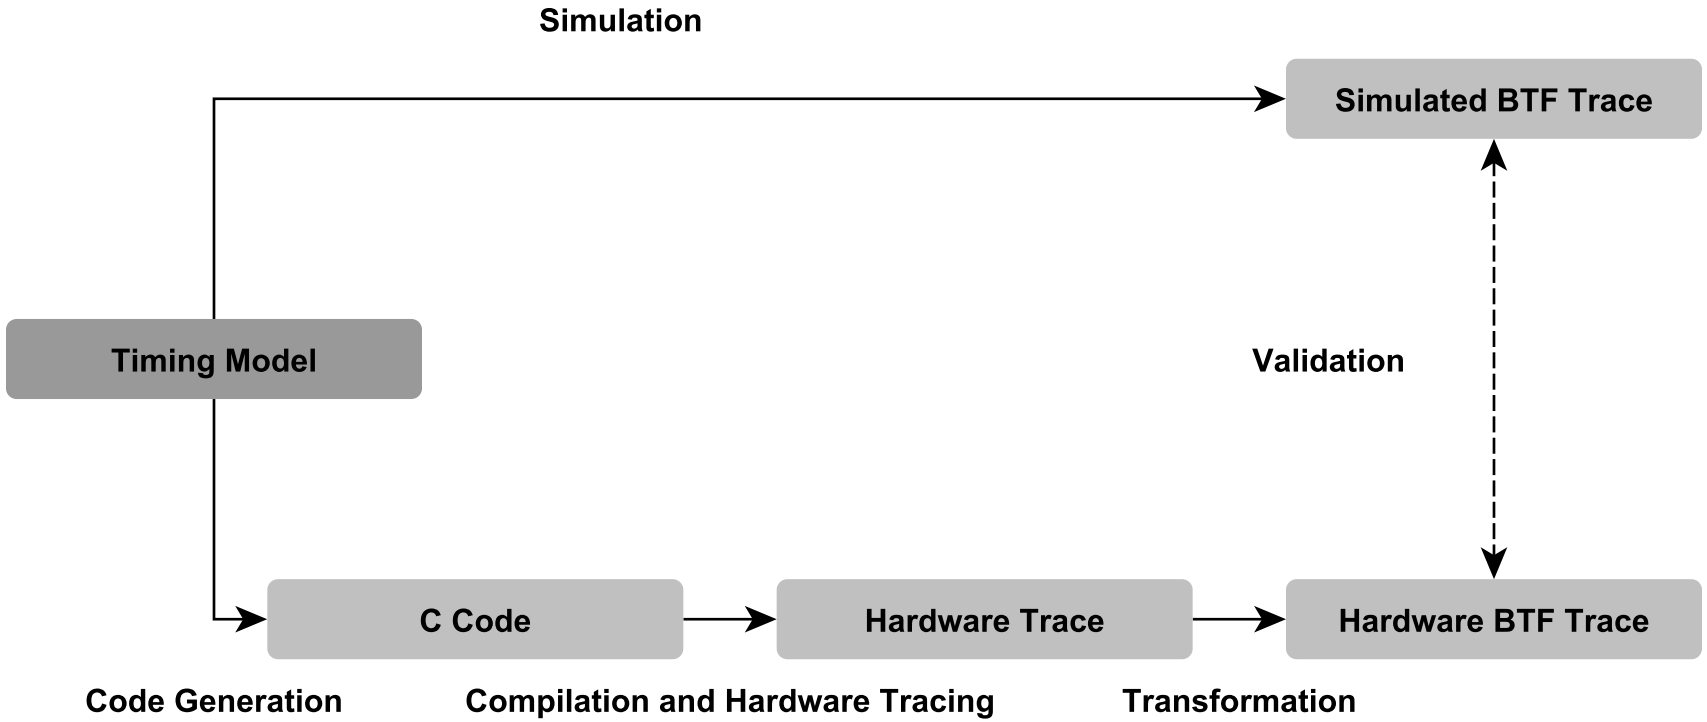 Simulation
Simulated BTF Trace
Timing Model
Validation
C Code
Hardware Trace
Hardware BTF Trace
Code Generation
Compilation and Hardware Tracing
Transformation